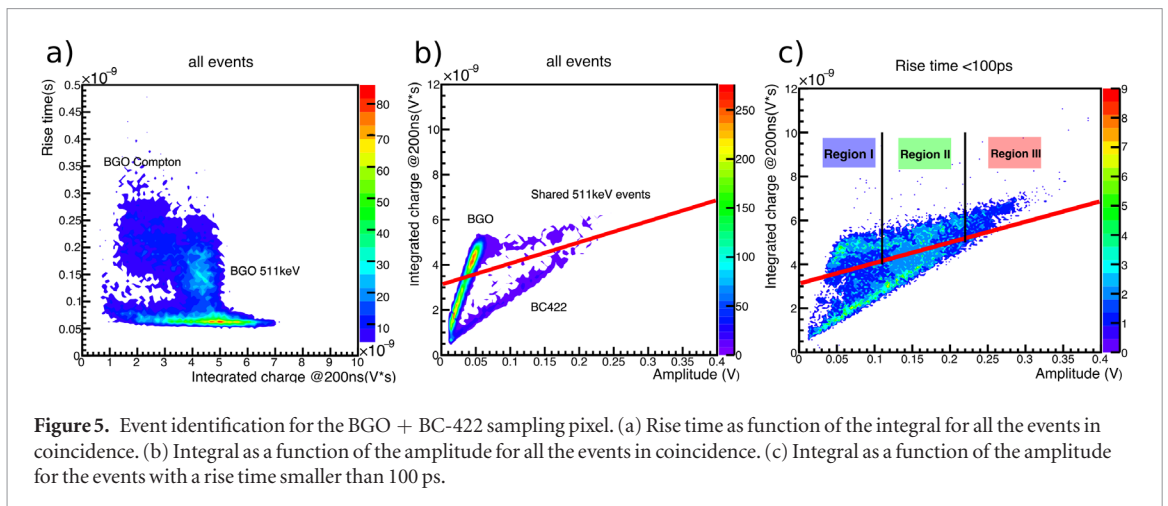 a)
all events
×10⁻⁹
Rise time(s)
0.5
0.45
0.4
0.35
0.3
0.25
0.2
0.15
0.1
0.05
0
BGO Compton
BGO 511keV
0 1 2 3 4 5 6 7 8 9 10
×10⁻⁹
Integrated charge @200ns(V*s)
80
70
60
50
40
30
20
10
b)
all events
×10⁻⁹
Integrated charge @200ns(V*s)
12
10
8
6
4
2
0
BGO
Shared 511keV events
BC422
0 0.05 0.1 0.15 0.2 0.25 0.3 0.35 0.4
Amplitude (V)
250
200
150
100
50
0
c)
Rise time <100ps
×10⁻⁹
Integrated charge @200ns(V*s)
12
10
8
6
4
2
0
Region I
Region II
Region III
0 0.05 0.1 0.15 0.2 0.25 0.3 0.35 0.4
Amplitude (V)
9
8
7
6
5
4
3
2
1
0
Figure 5. Event identification for the BGO + BC-422 sampling pixel. (a) Rise time as function of the integral for all the events in
coincidence. (b) Integral as a function of the amplitude for all the events in coincidence. (c) Integral as a function of the amplitude
for the events with a rise time smaller than 100 ps.